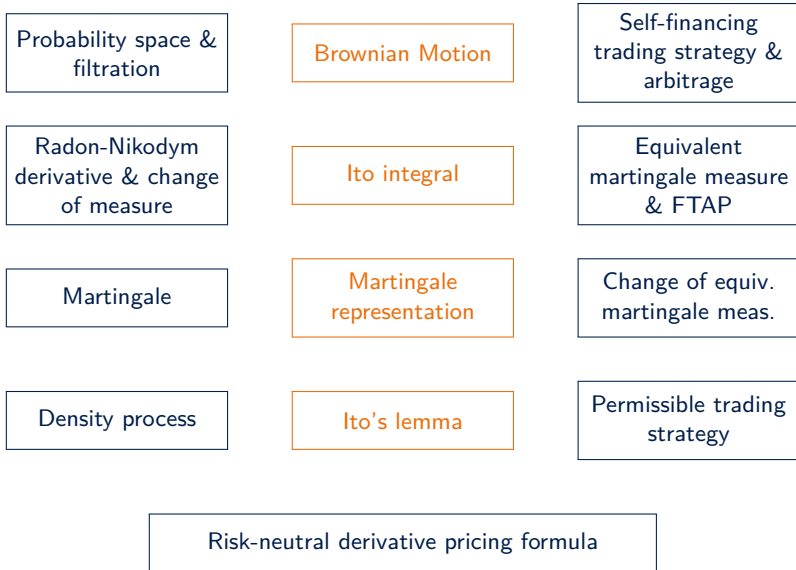 Probability space &
filtration
Brownian Motion
Self-financing
trading strategy &
arbitrage
Radon-Nikodym
derivative & change
of measure
Ito integral
Equivalent
martingale measure
& FTAP
Martingale
Martingale
representation
Change of equiv.
martingale meas.
Density process
Ito's lemma
Permissible trading
strategy
Risk-neutral derivative pricing formula